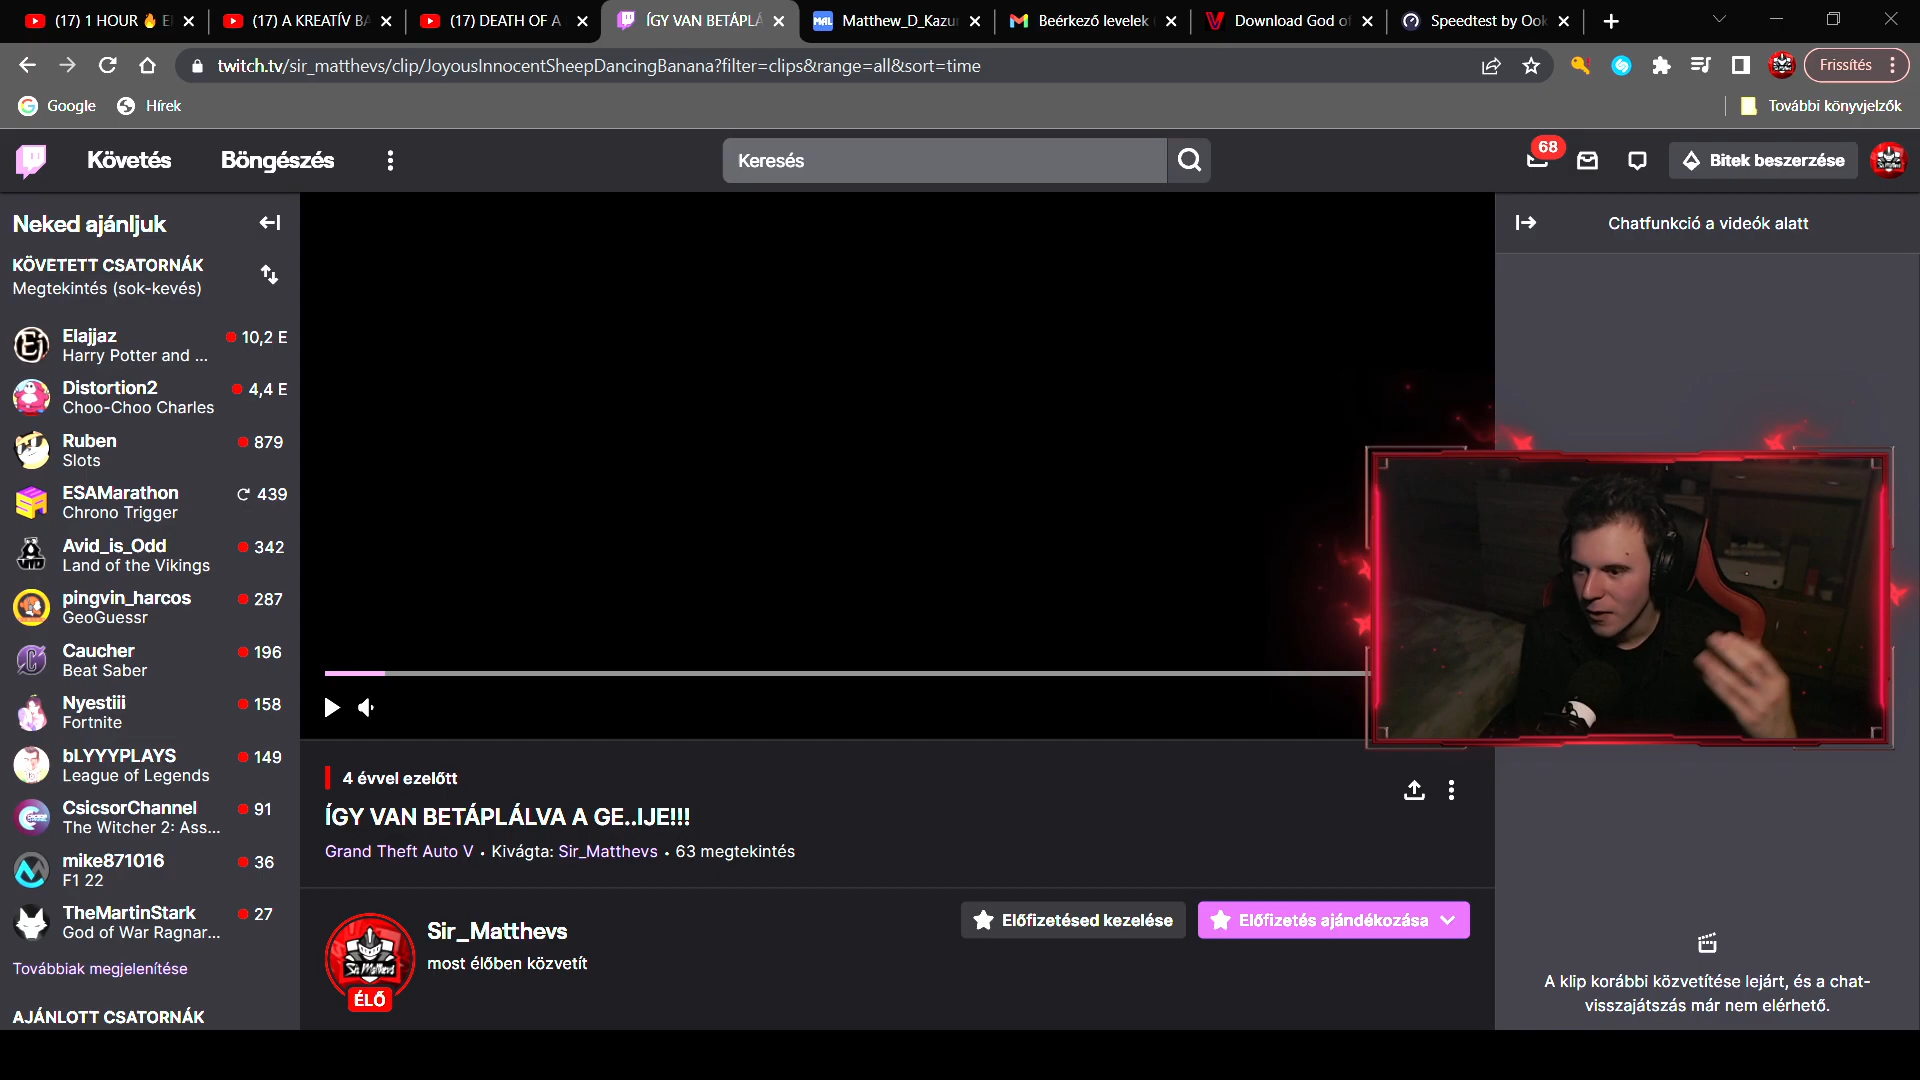 (17) 1 HOUR 🔥
(17) A KREATÍV BA
(17) DEATH OF A
ÍGY VAN BETÁPLÁ
MAL Matthew_D_Kazu
Beérkező levelek
Download God of
Speedtest by Ook
twitch.tv/sir_matthevs/clip/JoyousInnocentSheepDancingBanana?filter=clips&range=all&sort=time
Frissítés
Google
Hírek
További könyvjelzők
Követés
Böngészés
Keresés
68
Bitek beszerzése
Neked ajánljuk
KÖVETETT CSATORNÁK
Megtekintés (sok-kevés)
Elajjaz 10,2 E
Harry Potter and ...
Distortion2 4,4 E
Choo-Choo Charles
Ruben 879
Slots
ESAMarathon 439
Chrono Trigger
Avid_is_Odd 342
Land of the Vikings
pingvin_harcos 287
GeoGuessr
Caucher 196
Beat Saber
Nyestiii 158
Fortnite
bLYYYPLAYS 149
League of Legends
CsicsorChannel 91
The Witcher 2: Ass...
mike871016 36
F1 22
TheMartinStark 27
God of War Ragnar...
Továbbiak megjelenítése
AJÁNLOTT CSATORNÁK
4 évvel ezelőtt
ÍGY VAN BETÁPLÁLVA A GE..IJE!!!
Grand Theft Auto V • Kivágta: Sir_Matthevs • 63 megtekintés
Sir_Matthevs
most élőben közvetít
Sir Matthevs
ÉLŐ
Előfizetésed kezelése
Előfizetés ajándékozása
Chatfunkció a videók alatt
A klip korábbi közvetítése lejárt, és a chat-
visszajátszás már nem elérhető.